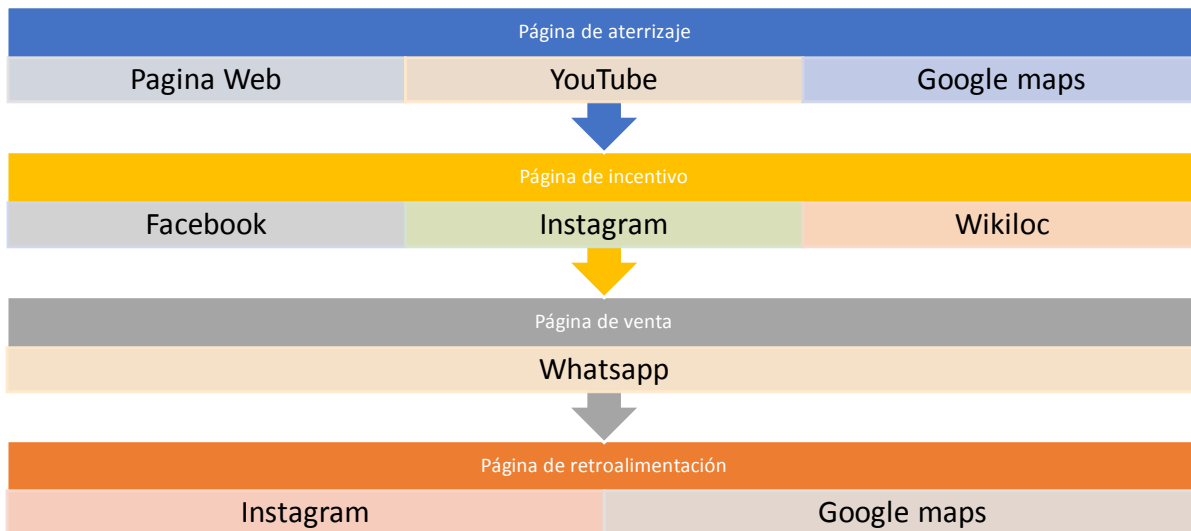 Página de aterrizaje
Pagina Web YouTube Google maps
Página de incentivo
Facebook Instagram Wikiloc
Página de venta
Whatsapp
Página de retroalimentación
Instagram Google maps